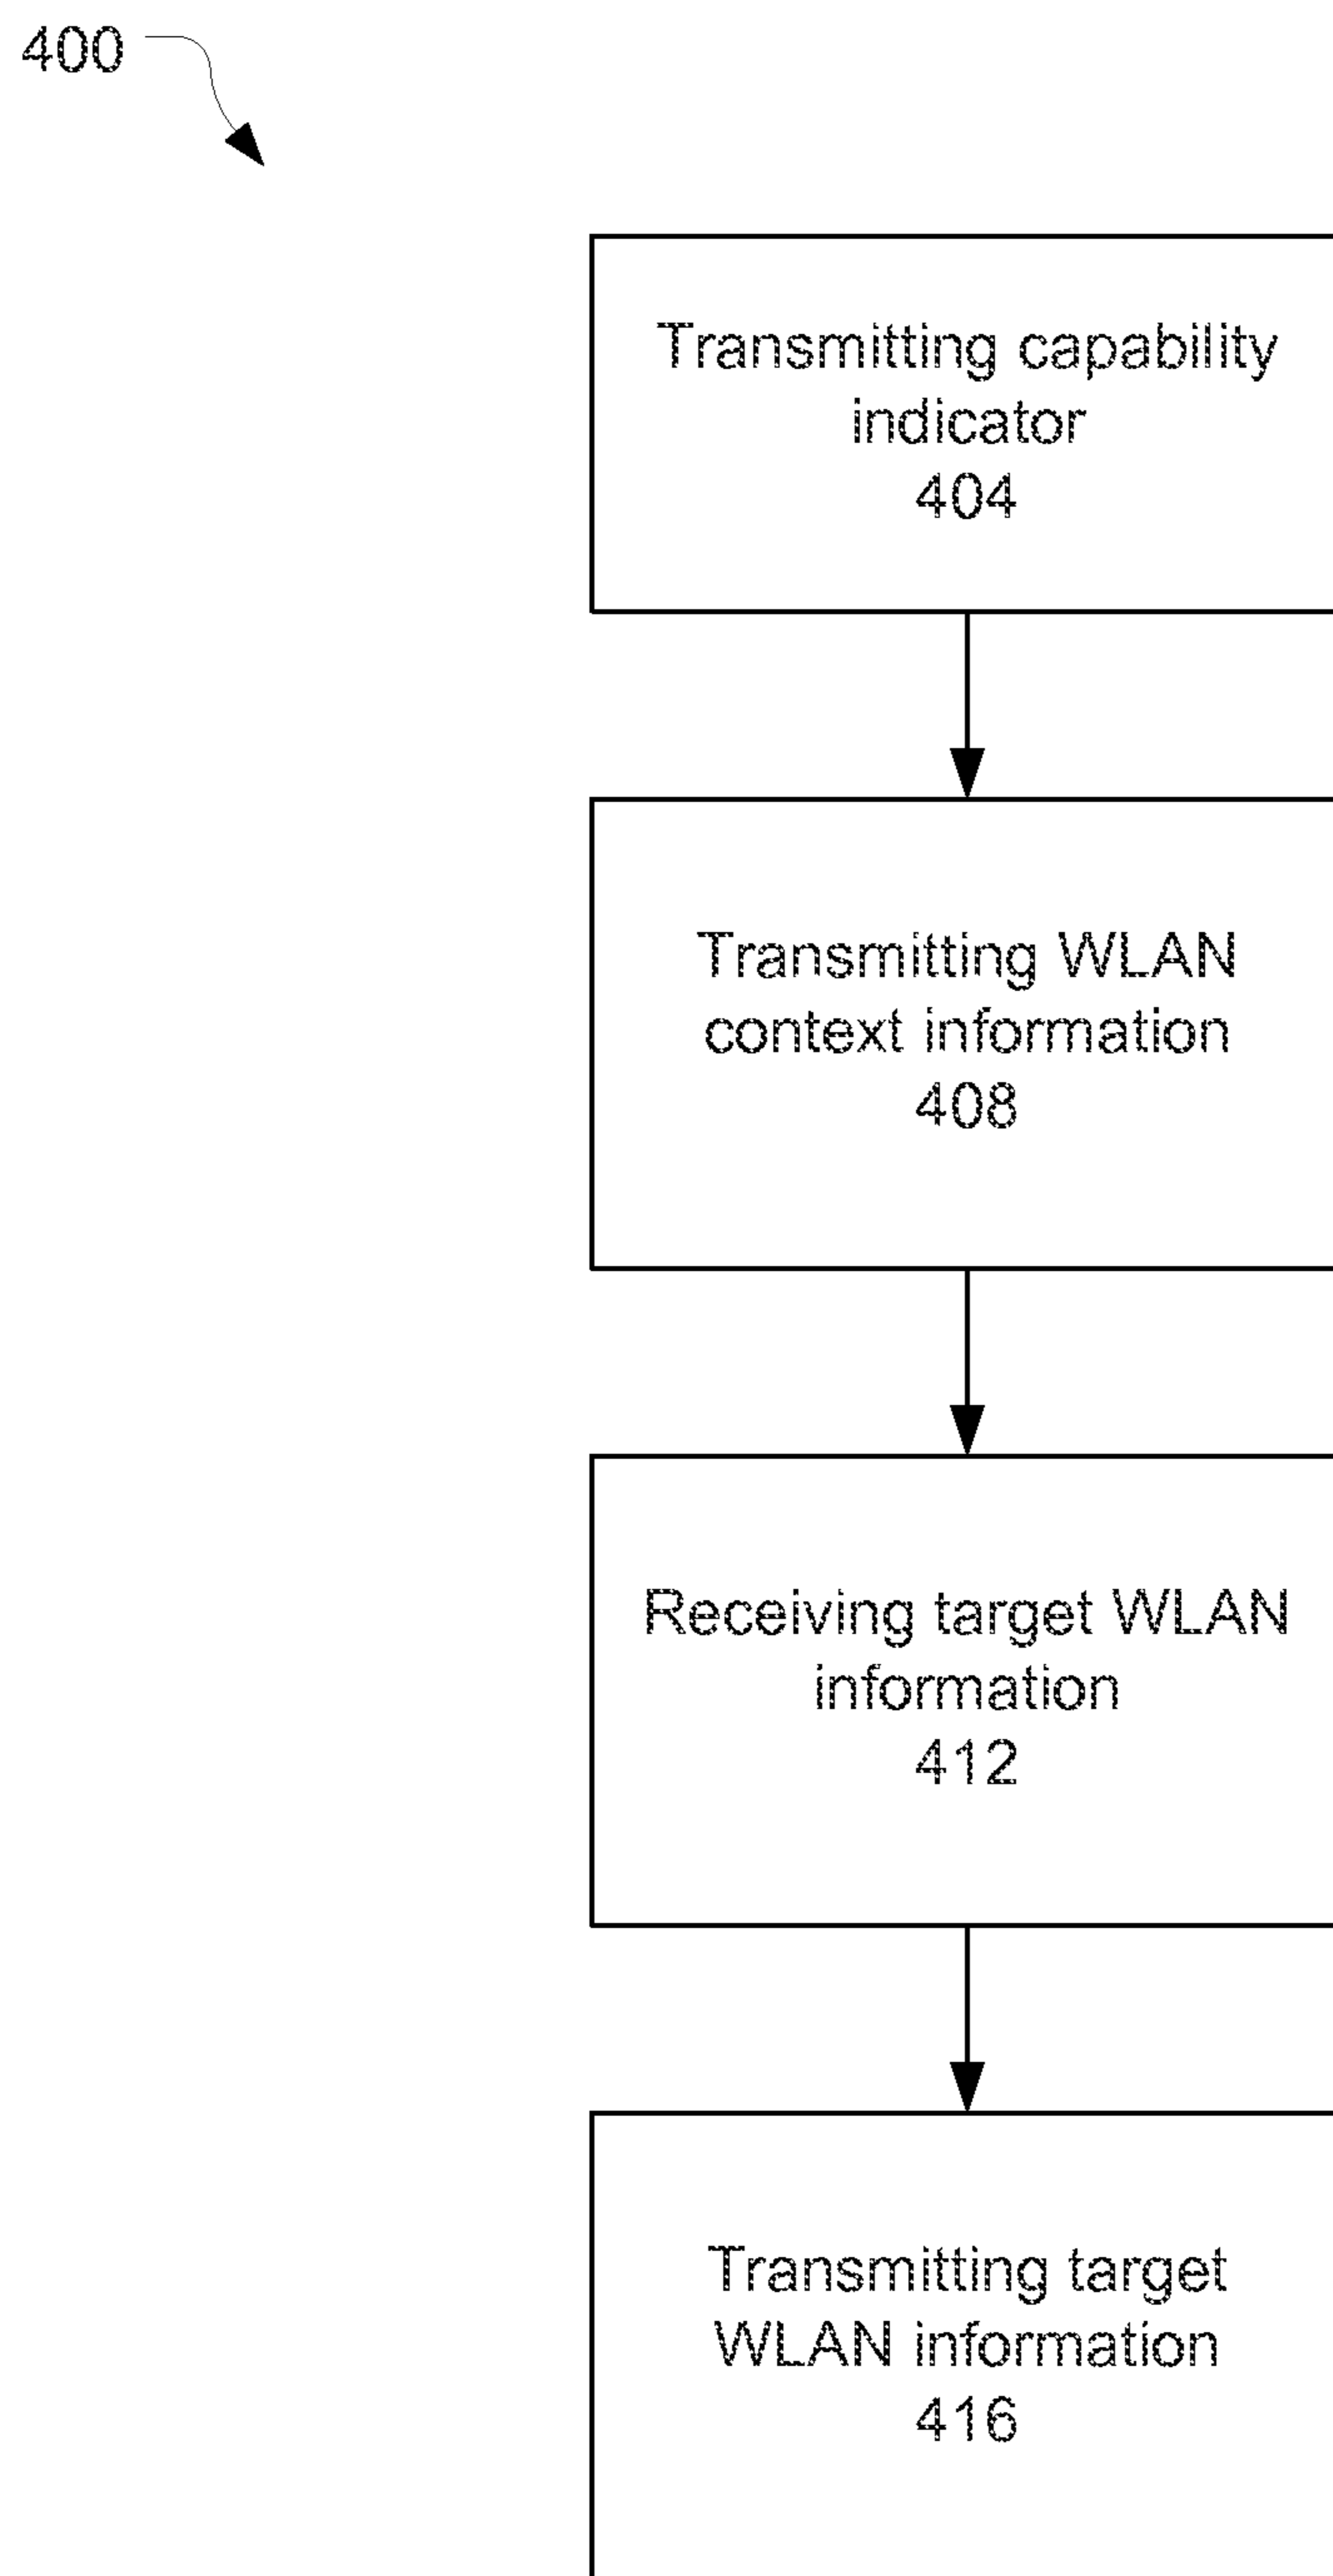 400
Transmitting capability
indicator
404
Transmitting WLAN
context information
408
Receiving target WLAN
information
412
Transmitting target
WLAN information
416